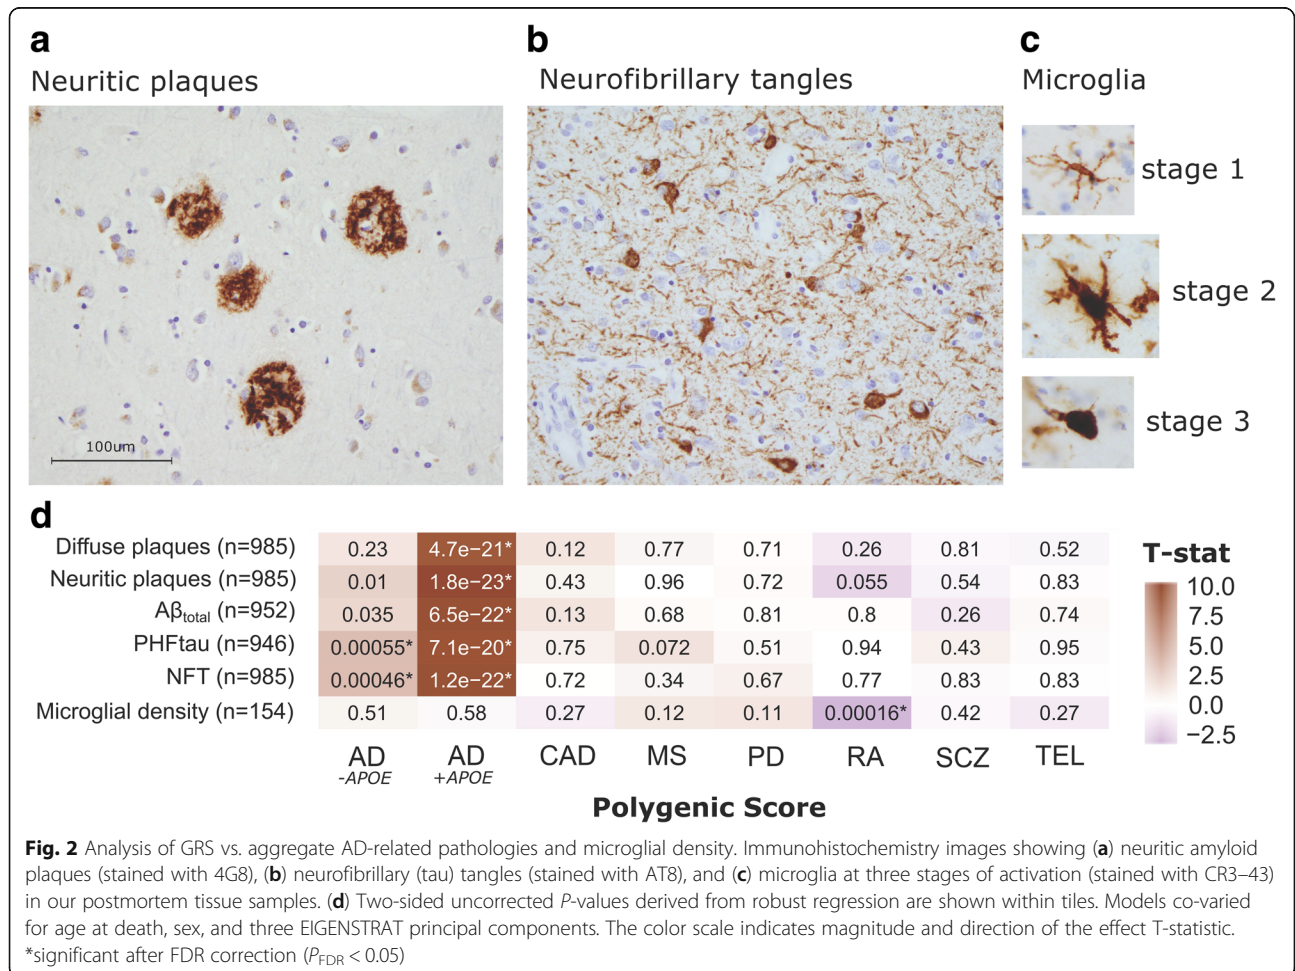 a
b
c
Neuritic plaques
Neurofibrillary tangles
Microglia
100um
stage 1
stage 2
stage 3
d
Diffuse plaques (n=985) 0.23 4.7e−21* 0.12 0.77 0.71 0.26 0.81 0.52
Neuritic plaques (n=985) 0.01 1.8e−23* 0.43 0.96 0.72 0.055 0.54 0.83
Aβtotal (n=952) 0.035 6.5e−22* 0.13 0.68 0.81 0.8 0.26 0.74
PHFtau (n=946) 0.00055* 7.1e−20* 0.75 0.072 0.51 0.94 0.43 0.95
NFT (n=985) 0.00046* 1.2e−22* 0.72 0.34 0.67 0.77 0.83 0.83
Microglial density (n=154) 0.51 0.58 0.27 0.12 0.11 0.00016* 0.42 0.27
AD AD CAD MS PD RA SCZ TEL
-APOE +APOE
Polygenic Score
T-stat
10.0
7.5
5.0
2.5
0.0
−2.5
Fig. 2 Analysis of GRS vs. aggregate AD-related pathologies and microglial density. Immunohistochemistry images showing (a) neuritic amyloid
plaques (stained with 4G8), (b) neurofibrillary (tau) tangles (stained with AT8), and (c) microglia at three stages of activation (stained with CR3–43)
in our postmortem tissue samples. (d) Two-sided uncorrected P-values derived from robust regression are shown within tiles. Models co-varied
for age at death, sex, and three EIGENSTRAT principal components. The color scale indicates magnitude and direction of the effect T-statistic.
*significant after FDR correction (PFDR < 0.05)